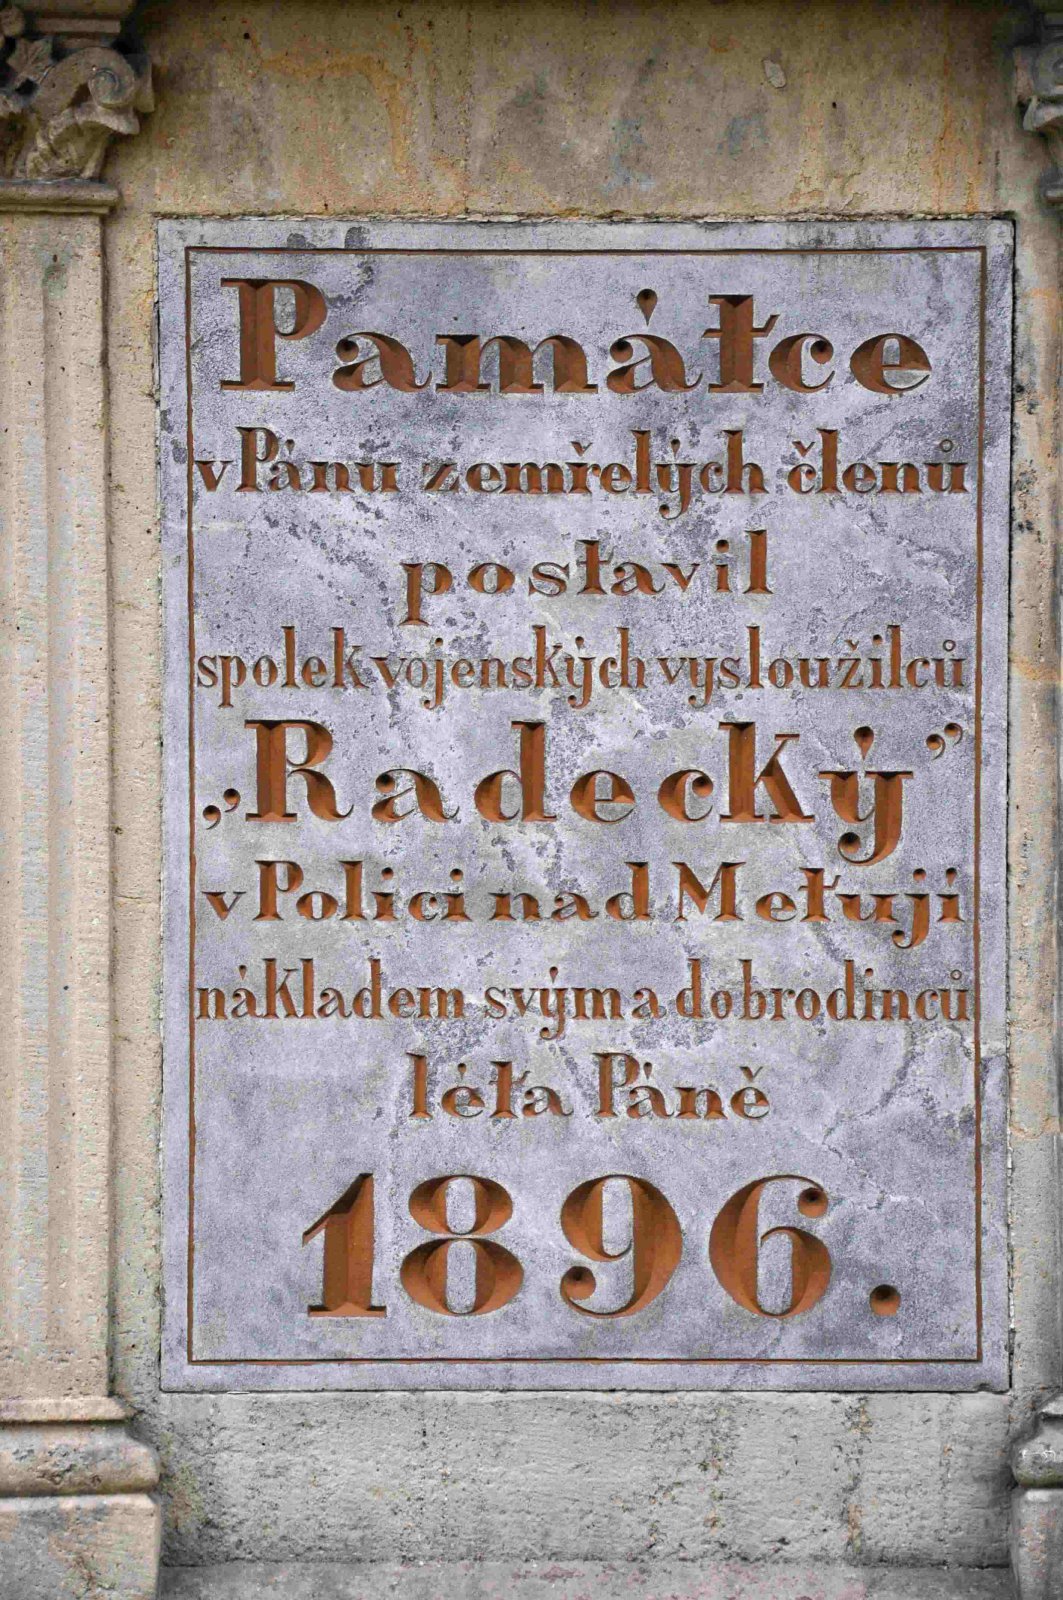 Památce
v Pánu zemřelých členů
postavil
spolek vojenských vysloužilců
„Radecký”
v Polici nad Metují
nákladem svým a dobrodinců
léta Páně
1896.